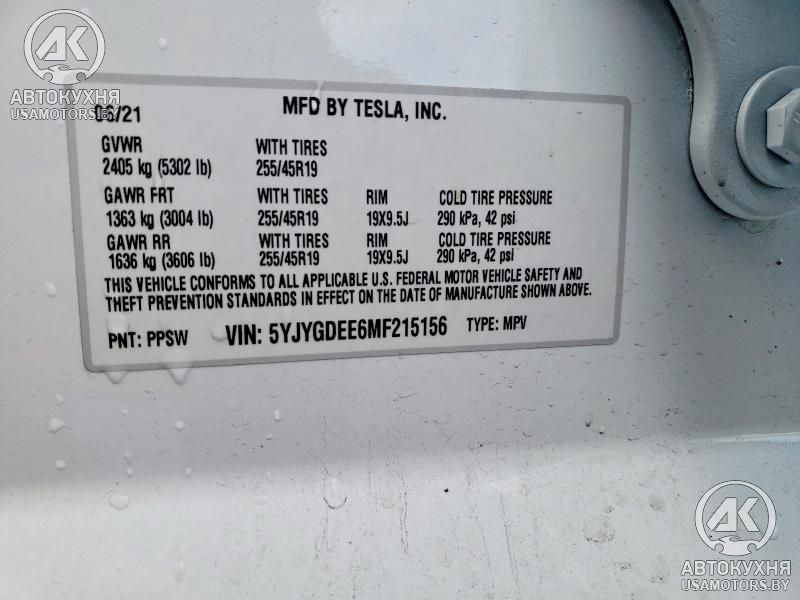 AK
АВТОКУХНЯ
USAMOTORS.BY
06/21 MFD BY TESLA, INC.
GVWR WITH TIRES
2405 kg (5302 lb) 255/45R19
GAWR FRT WITH TIRES RIM COLD TIRE PRESSURE
1363 kg (3004 lb) 255/45R19 19X9.5J 290 kPa, 42 psi
GAWR RR WITH TIRES RIM COLD TIRE PRESSURE
1636 kg (3606 lb) 255/45R19 19X9.5J 290 kPa, 42 psi
THIS VEHICLE CONFORMS TO ALL APPLICABLE U.S. FEDERAL MOTOR VEHICLE SAFETY AND
THEFT PREVENTION STANDARDS IN EFFECT ON THE DATE OF MANUFACTURE SHOWN ABOVE.
PNT: PPSW VIN: 5YJYGDEE6MF215156 TYPE: MPV
AK
АВТОКУХНЯ
USAMOTORS.BY